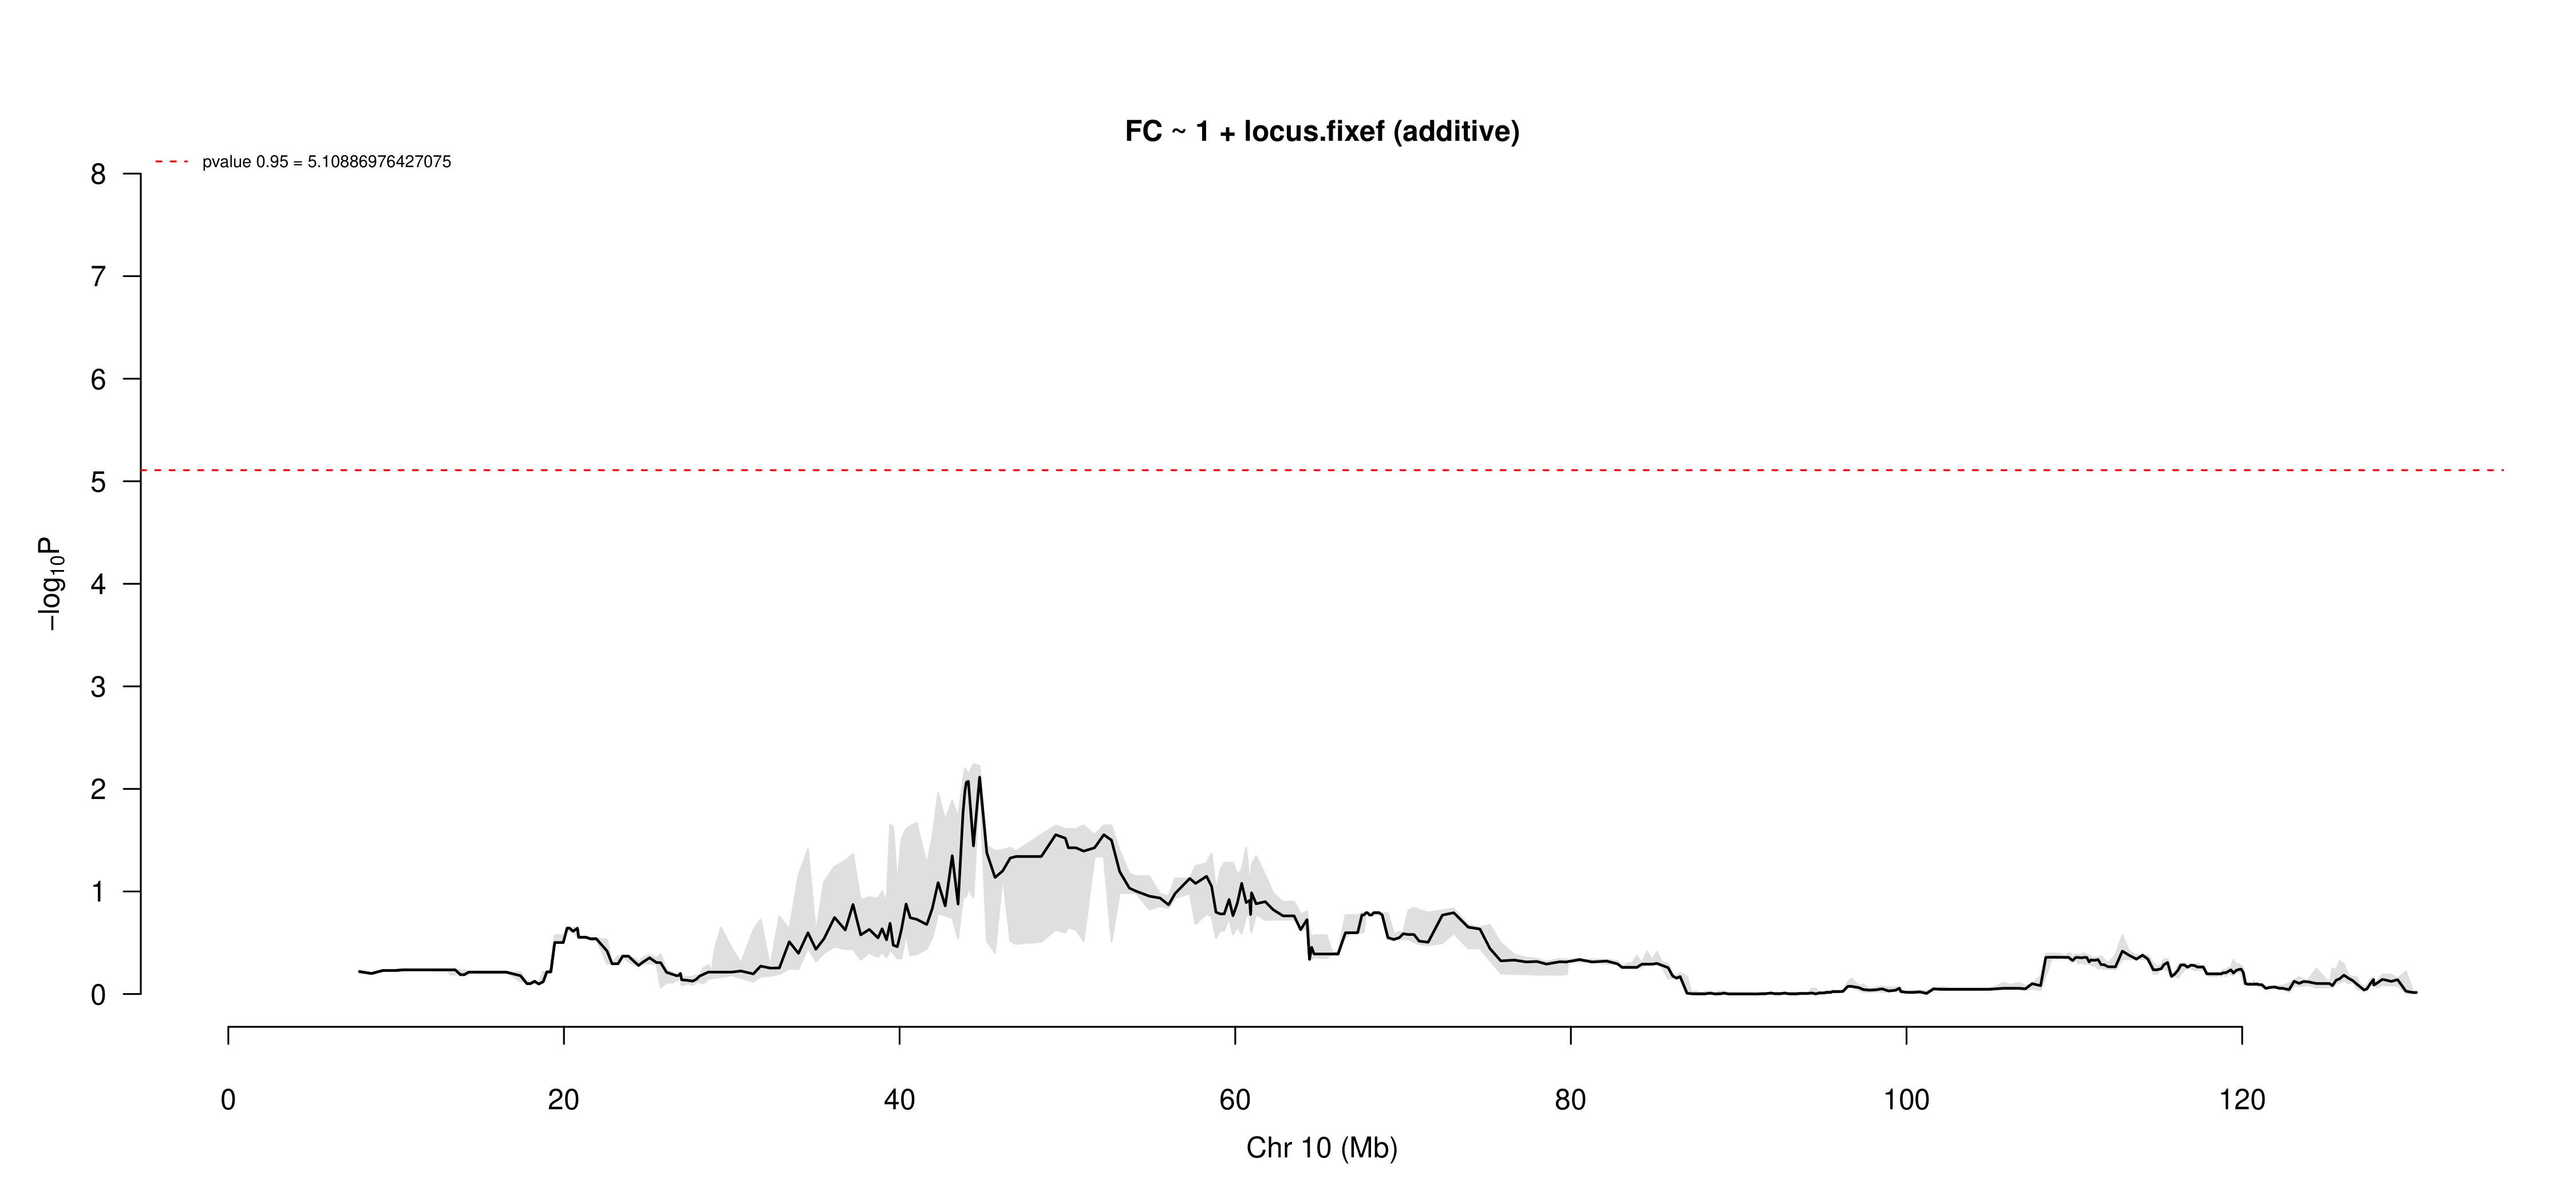 FC ~ 1 + locus.fixef (additive)
pvalue 0.95 = 5.10886976427075
8
7
6
5
4
3
2
1
0
−log10P
0 20 40 60 80 100 120
Chr 10 (Mb)